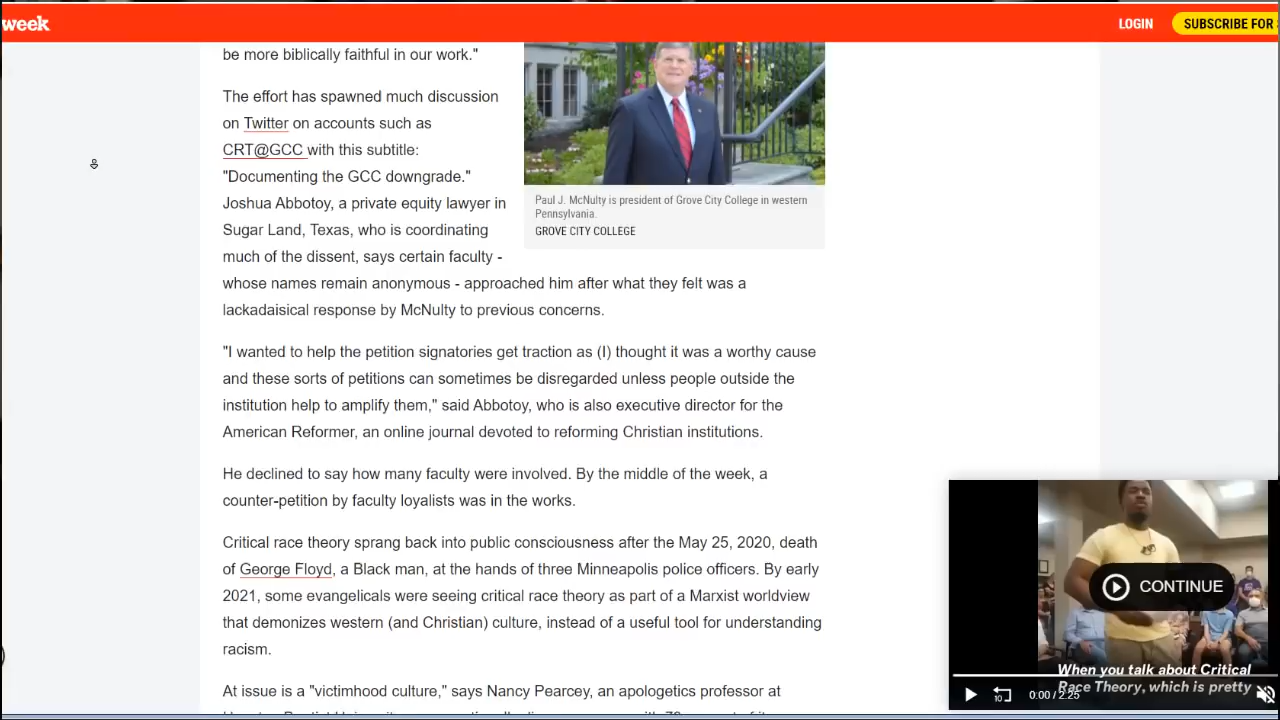 week
LOGIN
SUBSCRIBE FOR
be more biblically faithful in our work."
The effort has spawned much discussion
on Twitter on accounts such as
CRT@GCC with this subtitle:
"Documenting the GCC downgrade."
Joshua Abbotoy, a private equity lawyer in
Sugar Land, Texas, who is coordinating
much of the dissent, says certain faculty -
whose names remain anonymous - approached him after what they felt was a
lackadaisical response by McNulty to previous concerns.
Paul J. McNulty is president of Grove City College in western
Pennsylvania.
GROVE CITY COLLEGE
"I wanted to help the petition signatories get traction as (I) thought it was a worthy cause
and these sorts of petitions can sometimes be disregarded unless people outside the
institution help to amplify them," said Abbotoy, who is also executive director for the
American Reformer, an online journal devoted to reforming Christian institutions.
He declined to say how many faculty were involved. By the middle of the week, a
counter-petition by faculty loyalists was in the works.
Critical race theory sprang back into public consciousness after the May 25, 2020, death
of George Floyd, a Black man, at the hands of three Minneapolis police officers. By early
2021, some evangelicals were seeing critical race theory as part of a Marxist worldview
that demonizes western (and Christian) culture, instead of a useful tool for understanding
racism.
At issue is a "victimhood culture," says Nancy Pearcey, an apologetics professor at
CONTINUE
When you talk about Critical
Race Theory, which is pretty
10
0:00 / 2:25